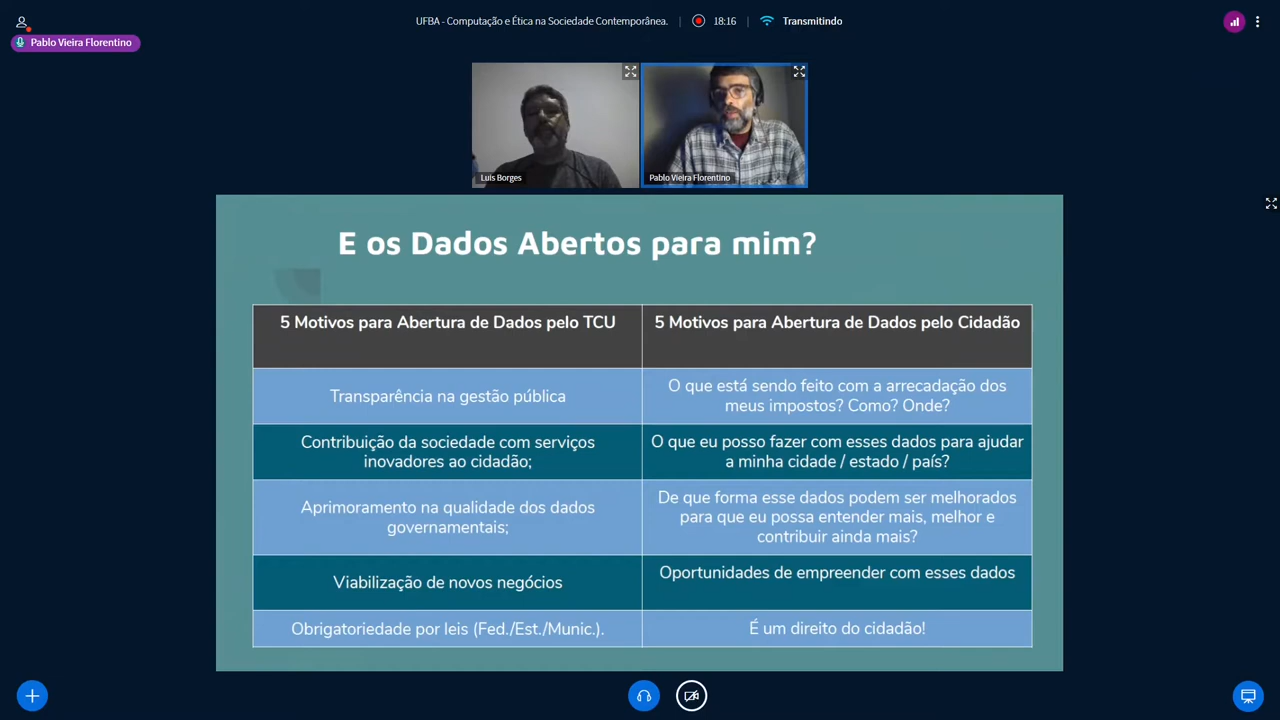 UFBA - Computação e Ética na Sociedade Contemporânea.
18:16
Transmitindo
Pablo Vieira Florentino
Luis Borges
Pablo Vieira Florentino
E os Dados Abertos para mim?
5 Motivos para Abertura de Dados pelo TCU
5 Motivos para Abertura de Dados pelo Cidadão
Transparência na gestão pública
O que está sendo feito com a arrecadação dos
meus impostos? Como? Onde?
Contribuição da sociedade com serviços
inovadores ao cidadão;
O que eu posso fazer com esses dados para ajudar
a minha cidade / estado / país?
Aprimoramento na qualidade dos dados
governamentais;
De que forma esse dados podem ser melhorados
para que eu possa entender mais, melhor e
contribuir ainda mais?
Viabilização de novos negócios
Oportunidades de empreender com esses dados
Obrigatoriedade por leis (Fed./Est./Munic.).
É um direito do cidadão!